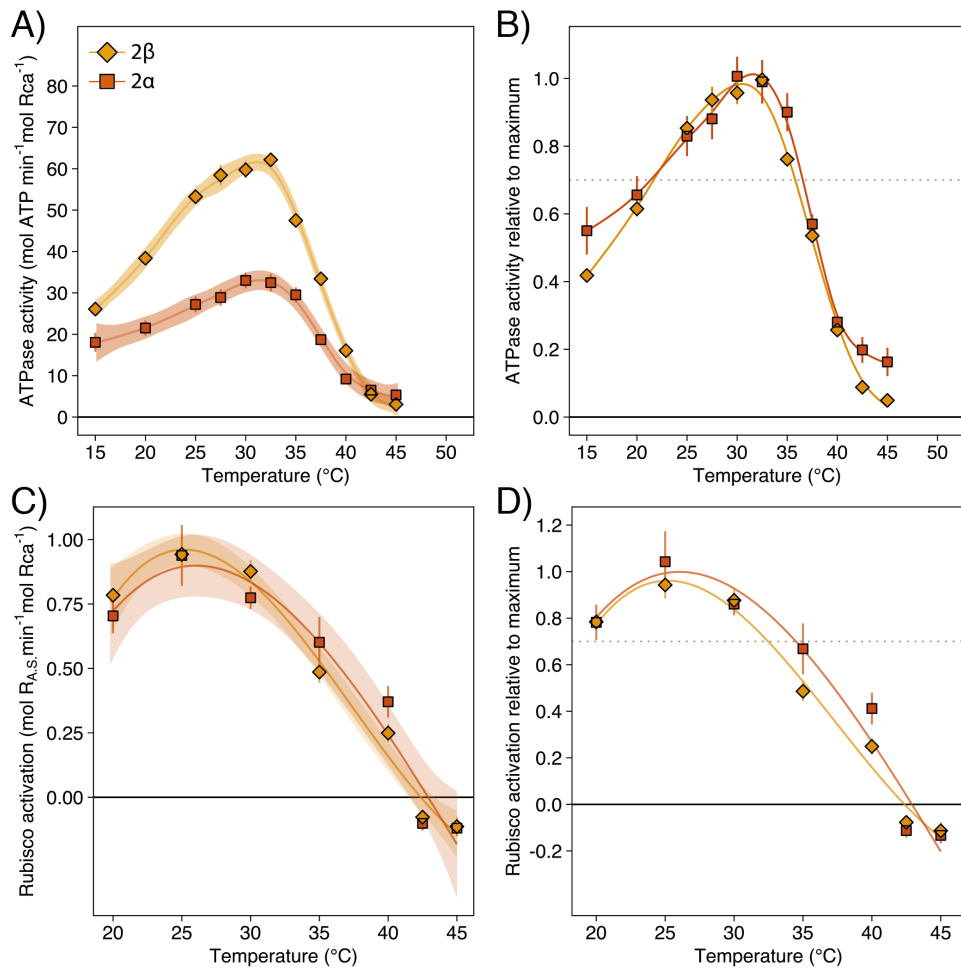 A)
2β
2α
ATPase activity (mol ATP min⁻¹mol Rca⁻¹)
80
70
60
50
40
30
20
10
0
15 20 25 30 35 40 45 50
Temperature (°C)
B)
ATPase activity relative to maximum
1.0
0.8
0.6
0.4
0.2
0.0
15 20 25 30 35 40 45 50
Temperature (°C)
C)
Rubisco activation (mol R_A.S. min⁻¹mol Rca⁻¹)
1.00
0.75
0.50
0.25
0.00
20 25 30 35 40 45
Temperature (°C)
D)
Rubisco activation relative to maximum
1.2
1.0
0.8
0.6
0.4
0.2
0.0
-0.2
20 25 30 35 40 45
Temperature (°C)